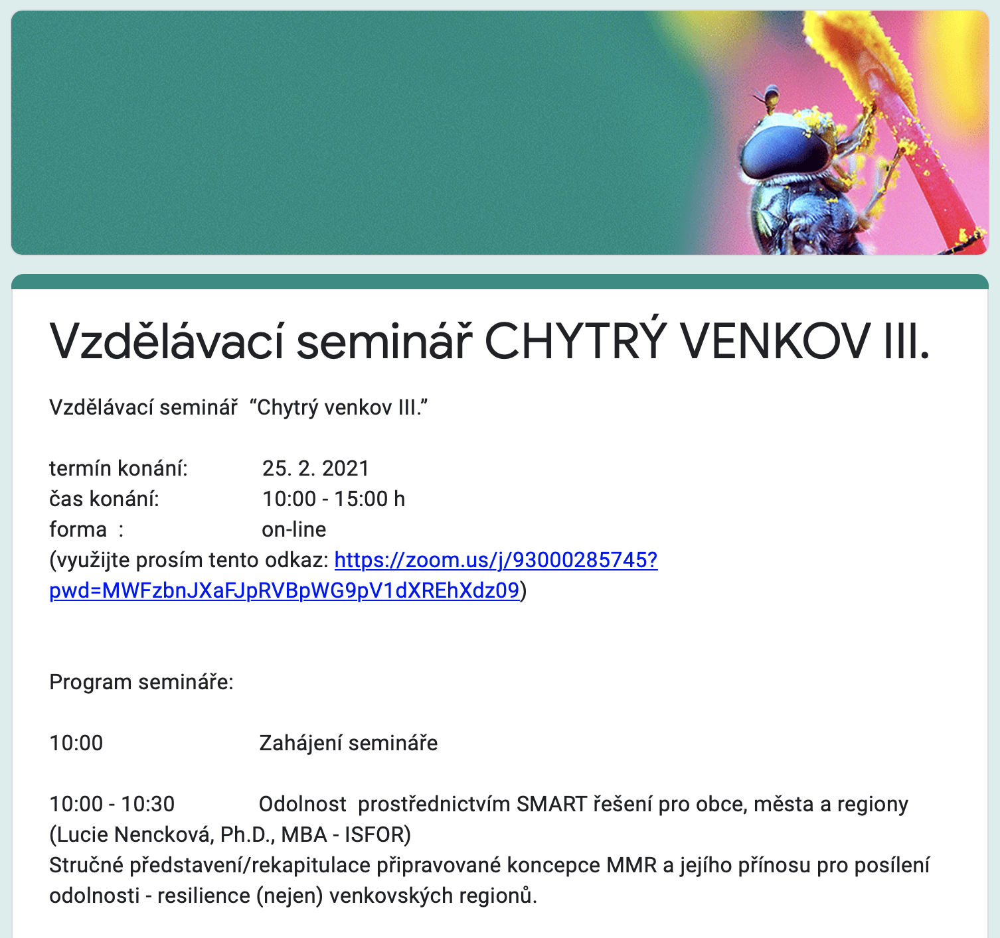 Vzdělávací seminář CHYTRÝ VENKOV III.
Vzdělávací seminář  “Chytrý venkov III.”
termín konání: 25. 2. 2021
čas konání: 10:00 - 15:00 h
forma  : on-line
(využijte prosím tento odkaz: https://zoom.us/j/93000285745?
pwd=MWFzbnJXaFJpRVBpWG9pV1dXREhXdz09)
Program semináře:
10:00 Zahájení semináře
10:00 - 10:30 Odolnost  prostřednictvím SMART řešení pro obce, města a regiony
(Lucie Nencková, Ph.D., MBA - ISFOR)
Stručné představení/rekapitulace připravované koncepce MMR a jejího přínosu pro posílení
odolnosti - resilience (nejen) venkovských regionů.